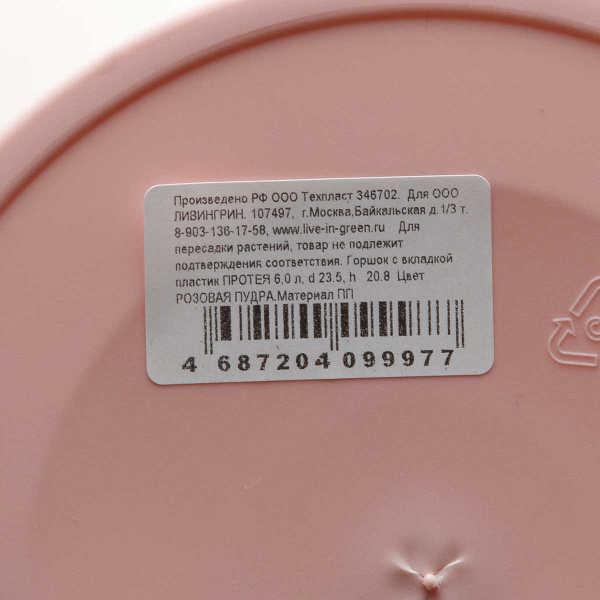 Произведено РФ ООО Техпласт 346702. Для ООО
ЛИВИНГРИН. 107497, г.Москва,Байкальская д.1/3 т.
8-903-136-17-58, www.live-in-green.ru Для
пересадки растений, товар не подлежит
подтверждения соответствия. Горшок с вкладкой
пластик ПРОТЕЯ 6,0 л, d 23.5, h 20.8 Цвет
РОЗОВАЯ ПУДРА.Материал ПП
4 687204 099977